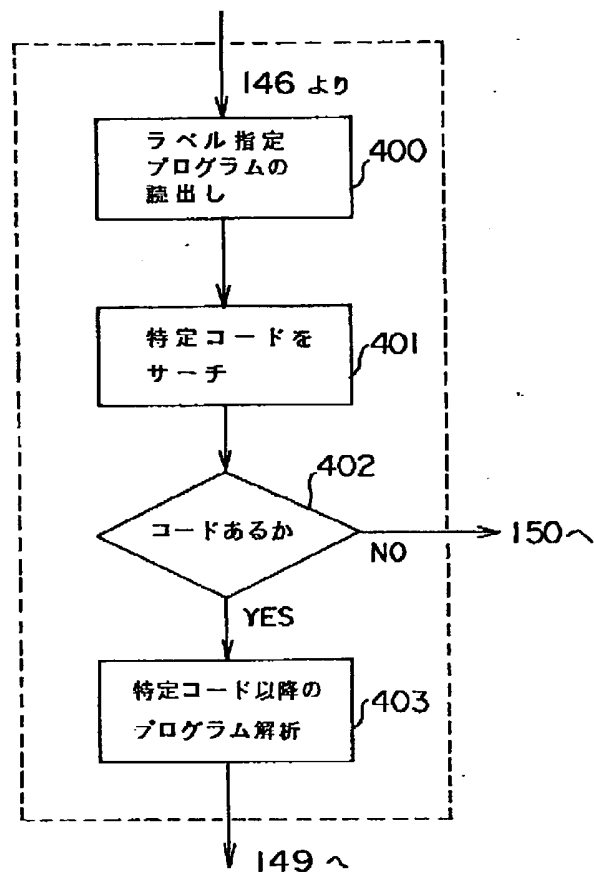 146 より
ラベル指定
プログラムの
読出し
400
特定コードを
サーチ
401
402
コードあるか
NO
150へ
YES
特定コード以降の
プログラム解析
403
149へ